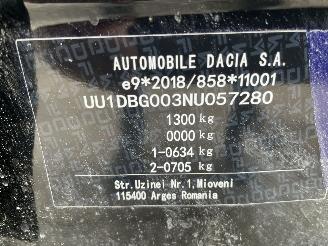 AUTOMOBILE DACIA S.A.
e9*2018/858*11001
UU1DBG003NU057280
1300 kg
0000 kg
1-0634 kg
2-0705 kg
Str.Uzinei Nr.1,Mioveni
115400 Arges Romania